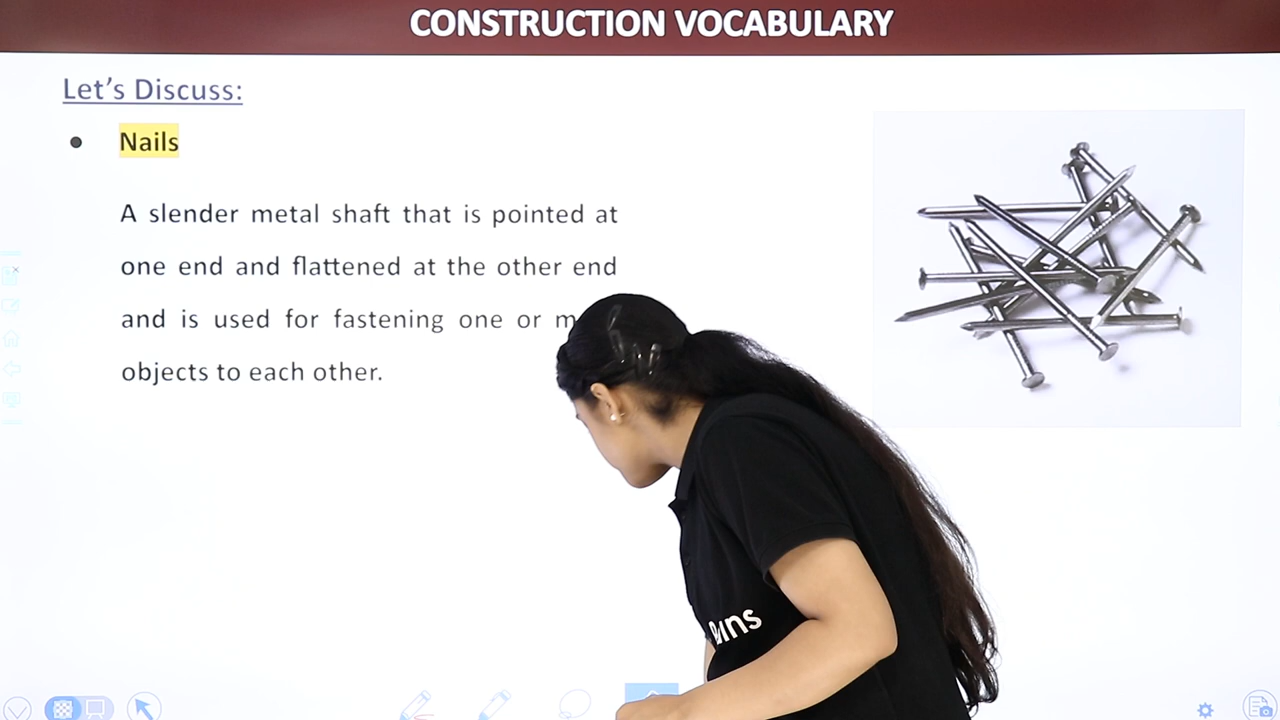 CONSTRUCTION VOCABULARY
Let's Discuss:
• Nails
A slender metal shaft that is pointed at
one end and flattened at the other end
and is used for fastening one or
objects to each other.